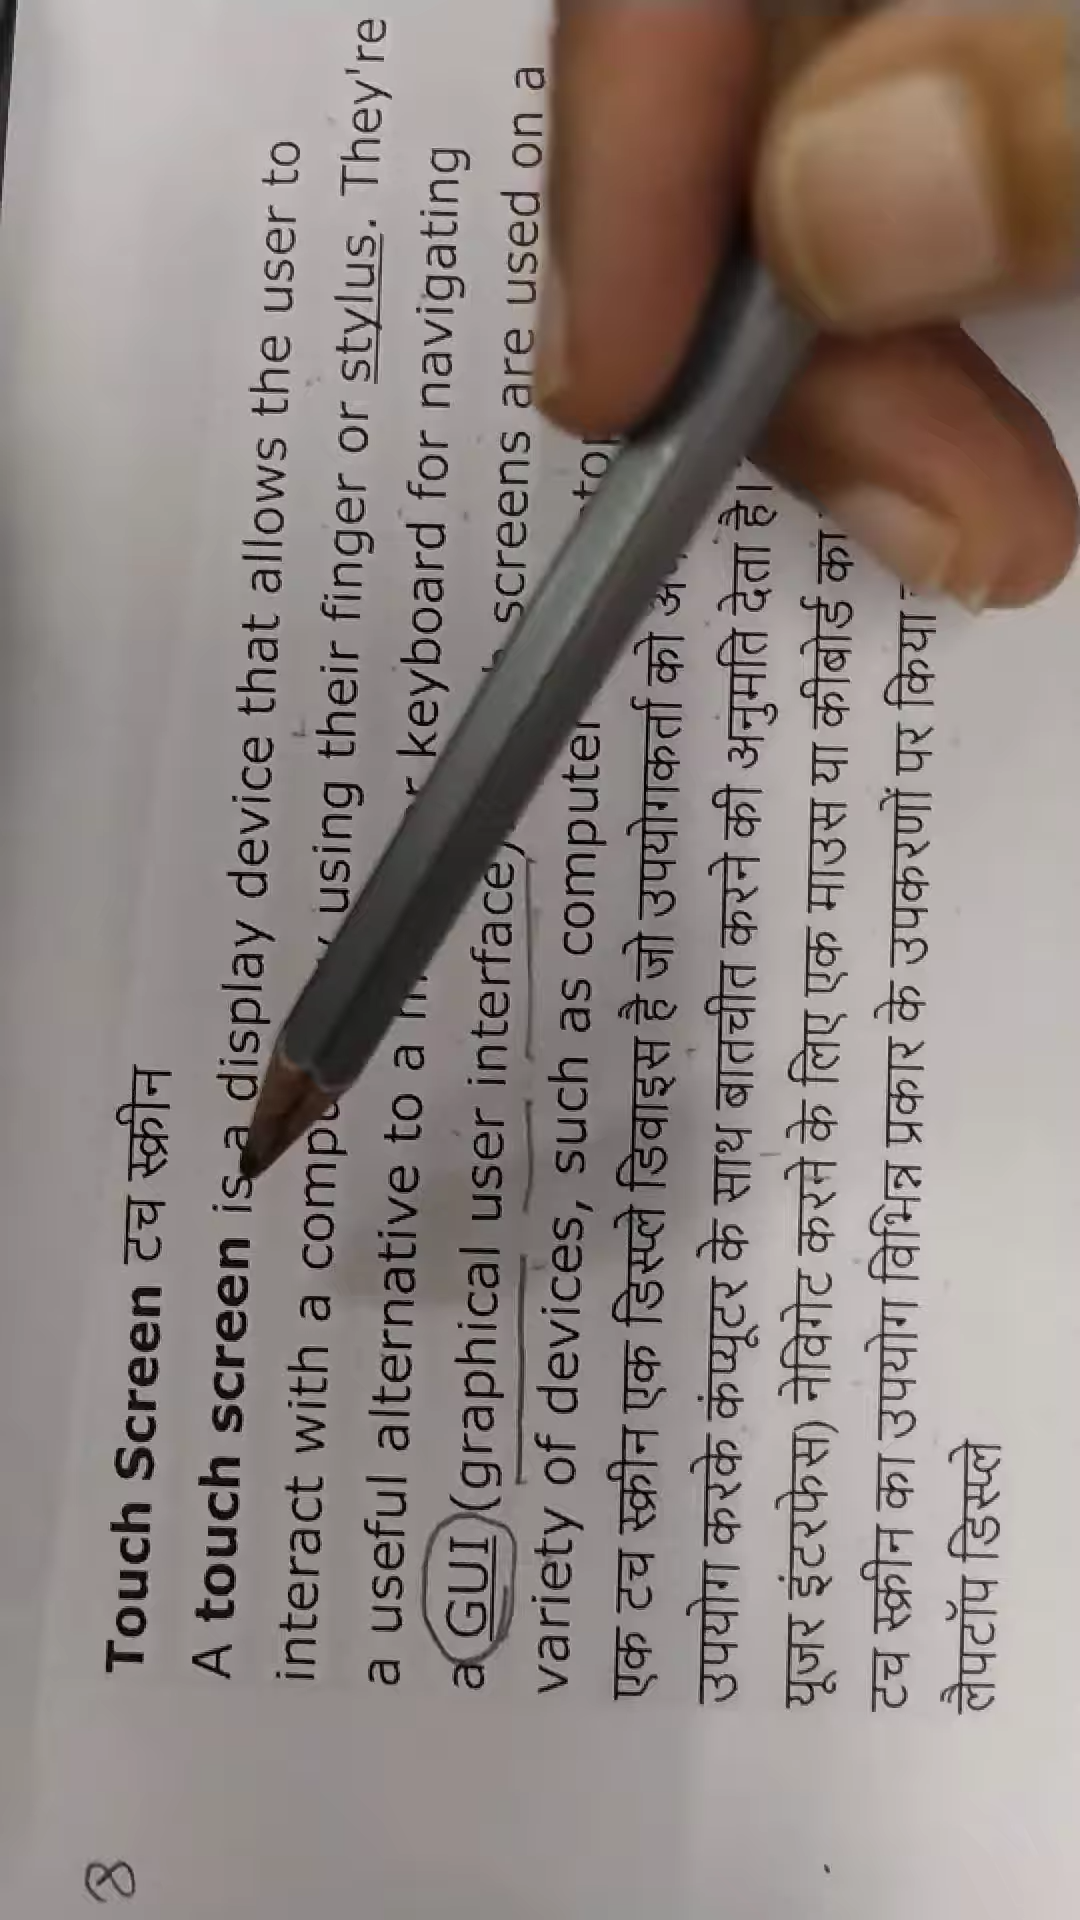 8
Touch Screen टच स्क्रीन
A touch screen is a display device that allows the user to
interact with a using their finger or stylus. They're
a useful alternative to a keyboard for navigating
a GUI (graphical user interface) screens are used on a
variety of devices, such as computer
एक टच स्क्रीन एक डिस्प्ले डिवाइस है जो उपयोगकर्ता को
उपयोग करके कंप्यूटर के साथ बातचीत करने की अनुमति देता है।
यूजर इंटरफेस) नेविगेट करने के लिए एक माउस या कीबोर्ड का
टच स्क्रीन का उपयोग विभिन्न प्रकार के उपकरणों पर किया
लैपटॉप डिस्प्ले